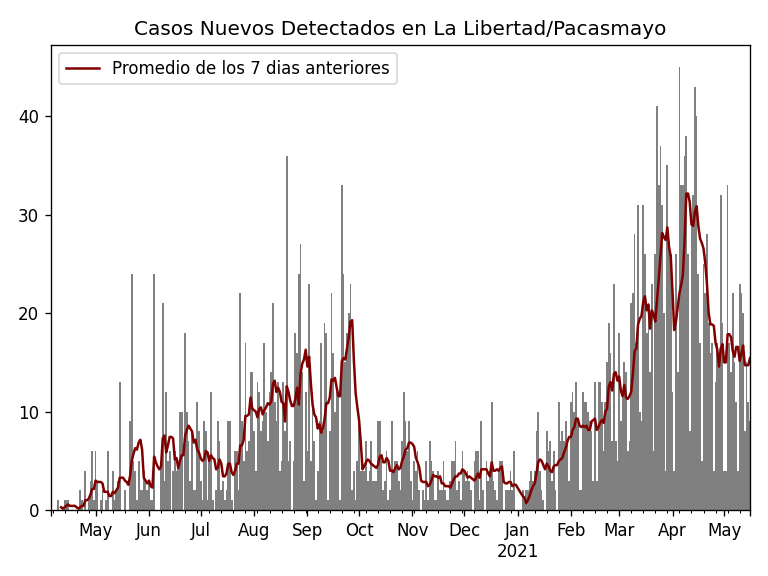 Casos Nuevos Detectados en La Libertad/Pacasmayo
Promedio de los 7 dias anteriores
40
30
20
10
0
May Jun Jul Aug Sep Oct Nov Dec Jan Feb Mar Apr May
2021